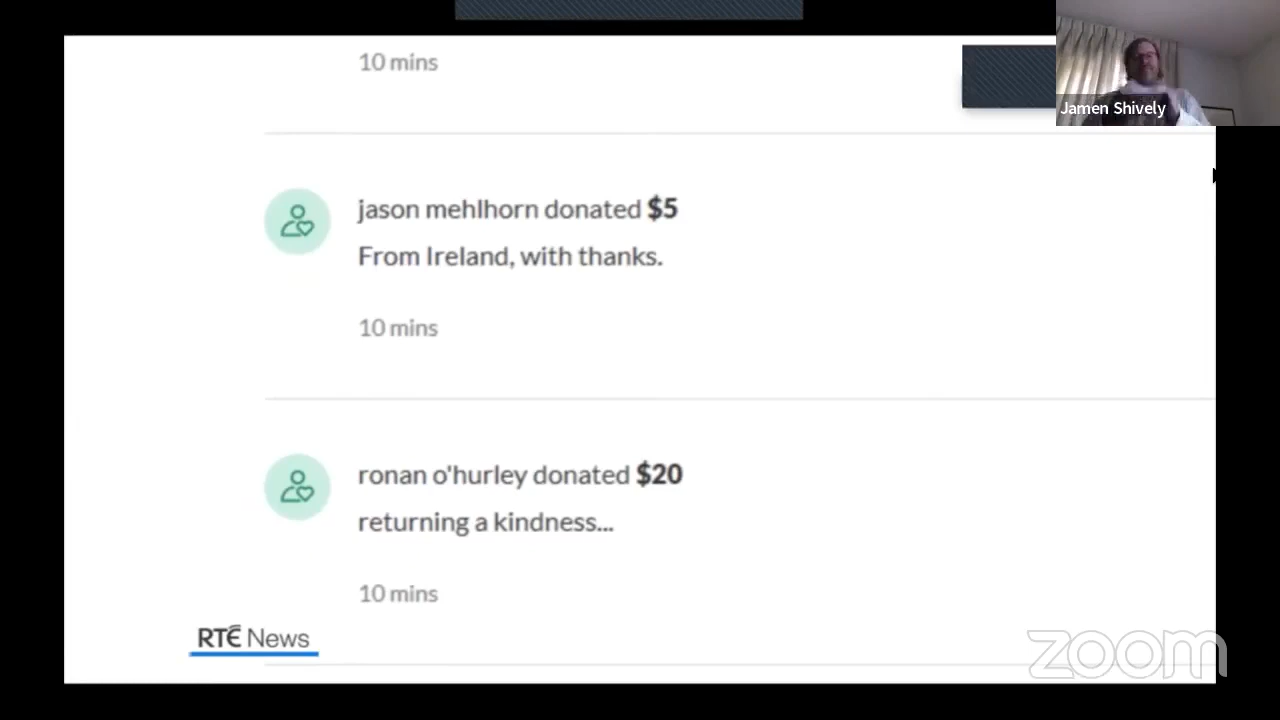 10 mins
Jamen Shively
jason mehlhorn donated $5
From Ireland, with thanks.
10 mins
ronan o'hurley donated $20
returning a kindness...
10 mins
RTÉ News
zoom